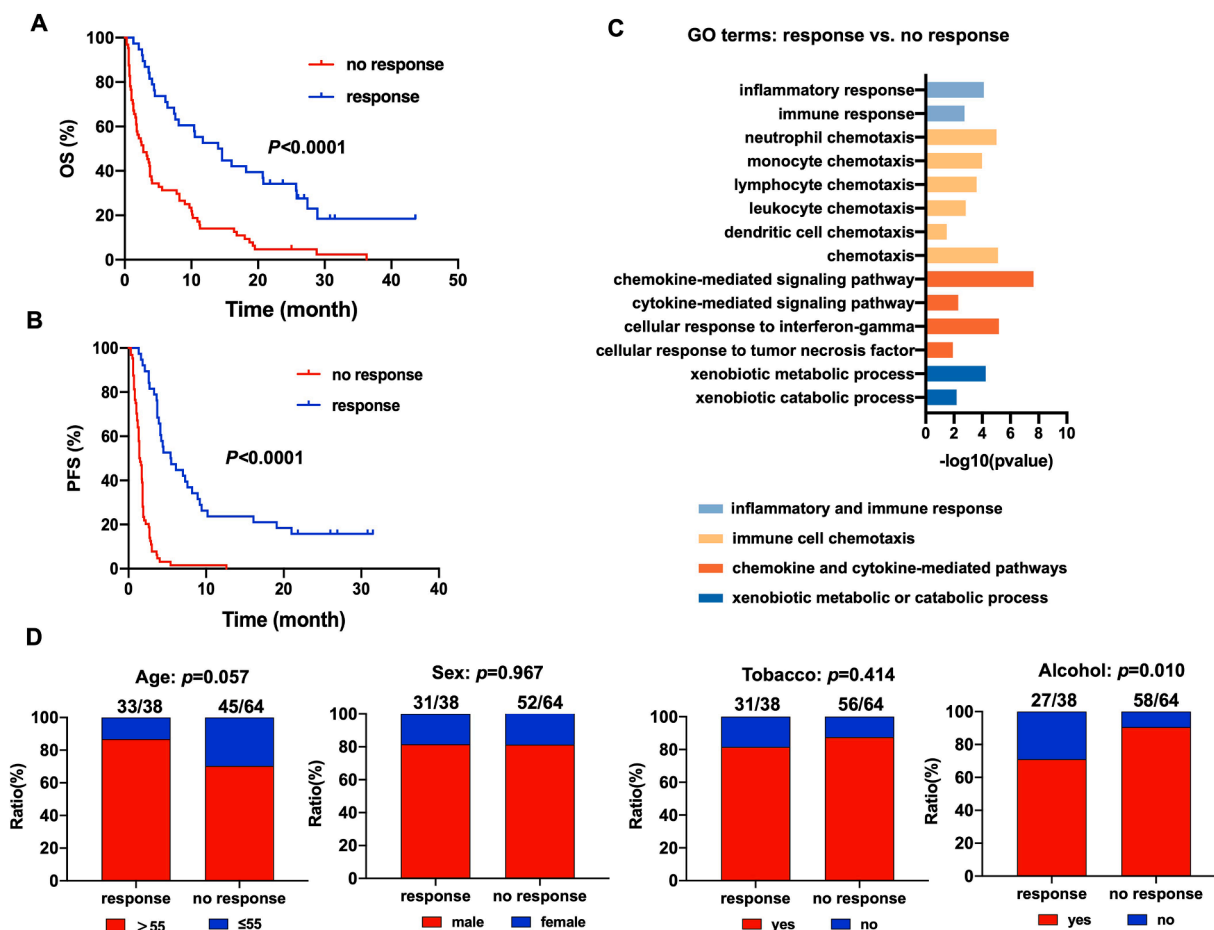 A
100
80
60
40
20
0
OS (%)
no response
response
P<0.0001
0 10 20 30 40 50
Time (month)
B
100
80
60
40
20
0
PFS (%)
no response
response
P<0.0001
0 10 20 30 40
Time (month)
C
GO terms: response vs. no response
inflammatory response
immune response
neutrophil chemotaxis
monocyte chemotaxis
lymphocyte chemotaxis
leukocyte chemotaxis
dendritic cell chemotaxis
chemotaxis
chemokine-mediated signaling pathway
cytokine-mediated signaling pathway
cellular response to interferon-gamma
cellular response to tumor necrosis factor
xenobiotic metabolic process
xenobiotic catabolic process
0 2 4 6 8 10
-log10(pvalue)
inflammatory and immune response
immune cell chemotaxis
chemokine and cytokine-mediated pathways
xenobiotic metabolic or catabolic process
D
Age: p=0.057
33/38 45/64
100
80
60
40
20
0
Ratio(%)
response no response
>55 ≤55
Sex: p=0.967
31/38 52/64
100
80
60
40
20
0
Ratio(%)
response no response
male female
Tobacco: p=0.414
31/38 56/64
100
80
60
40
20
0
Ratio(%)
response no response
yes no
Alcohol: p=0.010
27/38 58/64
100
80
60
40
20
0
Ratio(%)
response no response
yes no